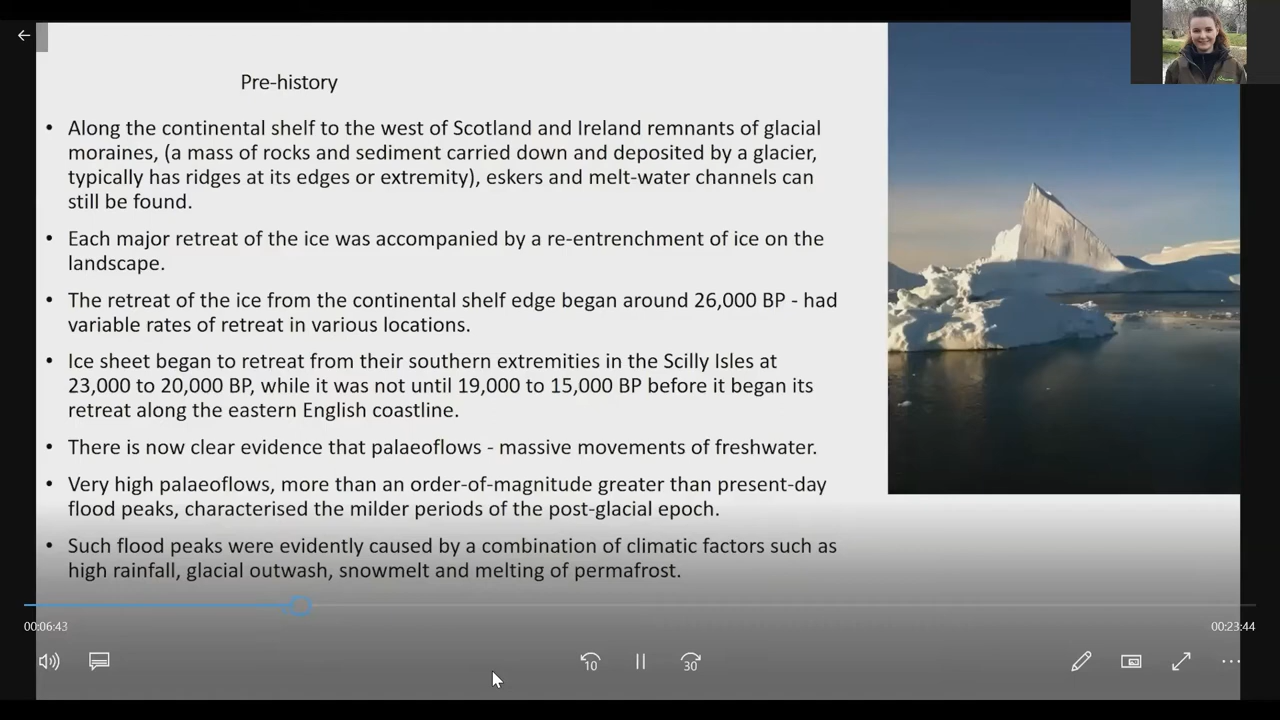 Pre-history
• Along the continental shelf to the west of Scotland and Ireland remnants of glacial
moraines, (a mass of rocks and sediment carried down and deposited by a glacier,
typically has ridges at its edges or extremity), eskers and melt-water channels can
still be found.
• Each major retreat of the ice was accompanied by a re-entrenchment of ice on the
landscape.
• The retreat of the ice from the continental shelf edge began around 26,000 BP - had
variable rates of retreat in various locations.
• Ice sheet began to retreat from their southern extremities in the Scilly Isles at
23,000 to 20,000 BP, while it was not until 19,000 to 15,000 BP before it began its
retreat along the eastern English coastline.
• There is now clear evidence that palaeoflows - massive movements of freshwater.
• Very high palaeoflows, more than an order-of-magnitude greater than present-day
flood peaks, characterised the milder periods of the post-glacial epoch.
• Such flood peaks were evidently caused by a combination of climatic factors such as
high rainfall, glacial outwash, snowmelt and melting of permafrost.
00:06:43
00:23:44
10
30